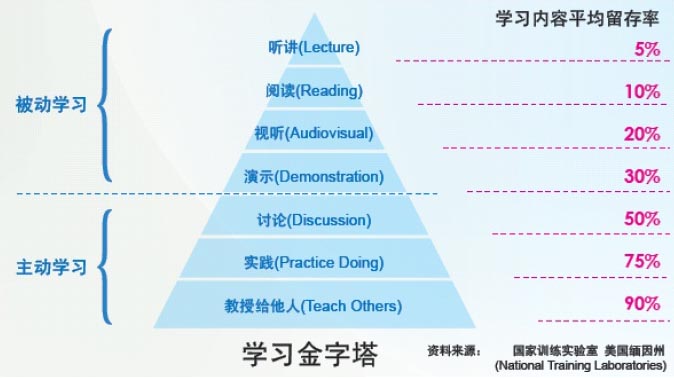 学习内容平均留存率
听讲(Lecture) 5%
阅读(Reading) 10%
被动学习
视听(Audiovisual) 20%
演示(Demonstration) 30%
讨论(Discussion) 50%
主动学习
实践(Practice Doing) 75%
教授给他人(Teach Others) 90%
学习金字塔
资料来源： 国家训练实验室 美国缅因州
(National Training Laboratories)